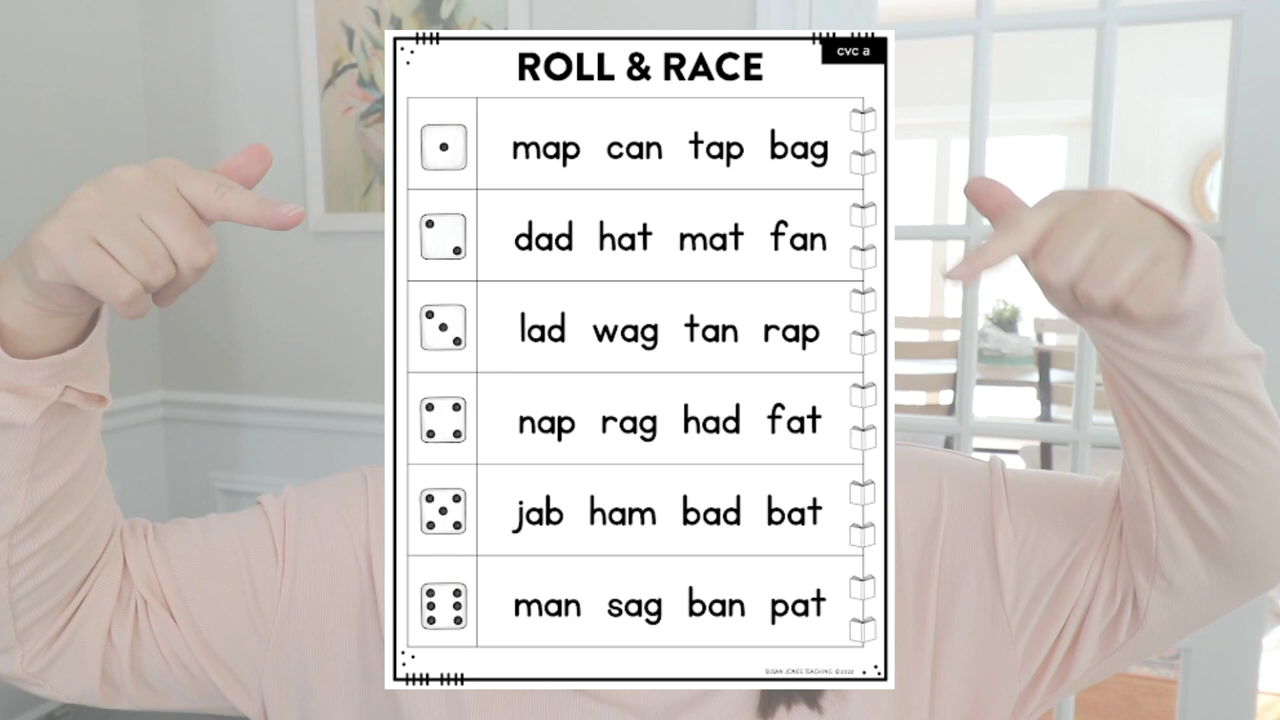 cvc a
ROLL & RACE
map can tap bag
dad hat mat fan
lad wag tan rap
nap rag had fat
jab ham bad bat
man sag ban pat
SUSAN JONES TEACHING ©2022